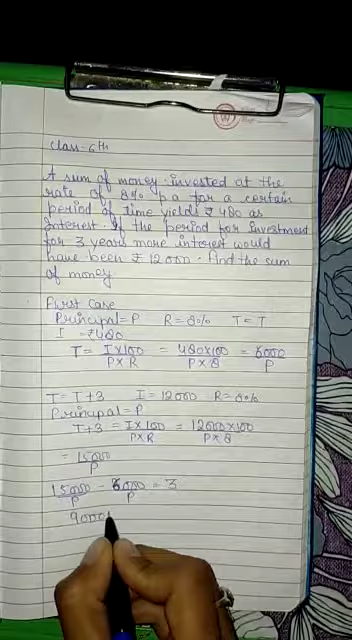 Class-6th
A sum of money invested at the
rate of 8% p a for a certain
period of time yields ₹ 480 as
Interest. If the period for investment
for 3 years more interest would
have been ₹ 12000. And the sum
of money
First Case
Principal = P R = 8% T = T
I = ₹480
T = I×100/P×R = 480×100/P×8 = 6000/P
T = T+3 I = 12000 R = 8%
Principal = P
T+3 = I×100/P×R = 12000×100/P×8
= 15000/P
15000/P - 6000/P = 3
9000